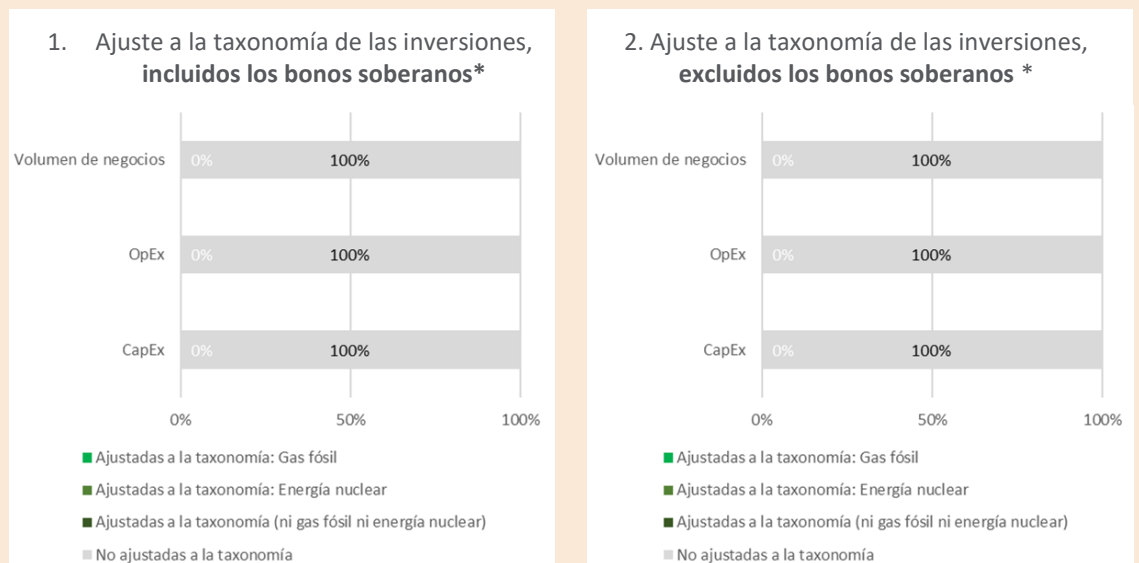 1. Ajuste a la taxonomía de las inversiones,
incluidos los bonos soberanos*
Volumen de negocios
0%
100%
OpEx
0%
100%
CapEx
0%
100%
0%
50%
100%
Ajustadas a la taxonomía: Gas fósil
Ajustadas a la taxonomía: Energía nuclear
Ajustadas a la taxonomía (ni gas fósil ni energía nuclear)
No ajustadas a la taxonomía
2. Ajuste a la taxonomía de las inversiones,
excluidos los bonos soberanos *
Volumen de negocios
0%
100%
OpEx
0%
100%
CapEx
0%
100%
0%
50%
100%
Ajustadas a la taxonomía: Gas fósil
Ajustadas a la taxonomía: Energía nuclear
Ajustadas a la taxonomía (ni gas fósil ni energía nuclear)
No ajustadas a la taxonomía